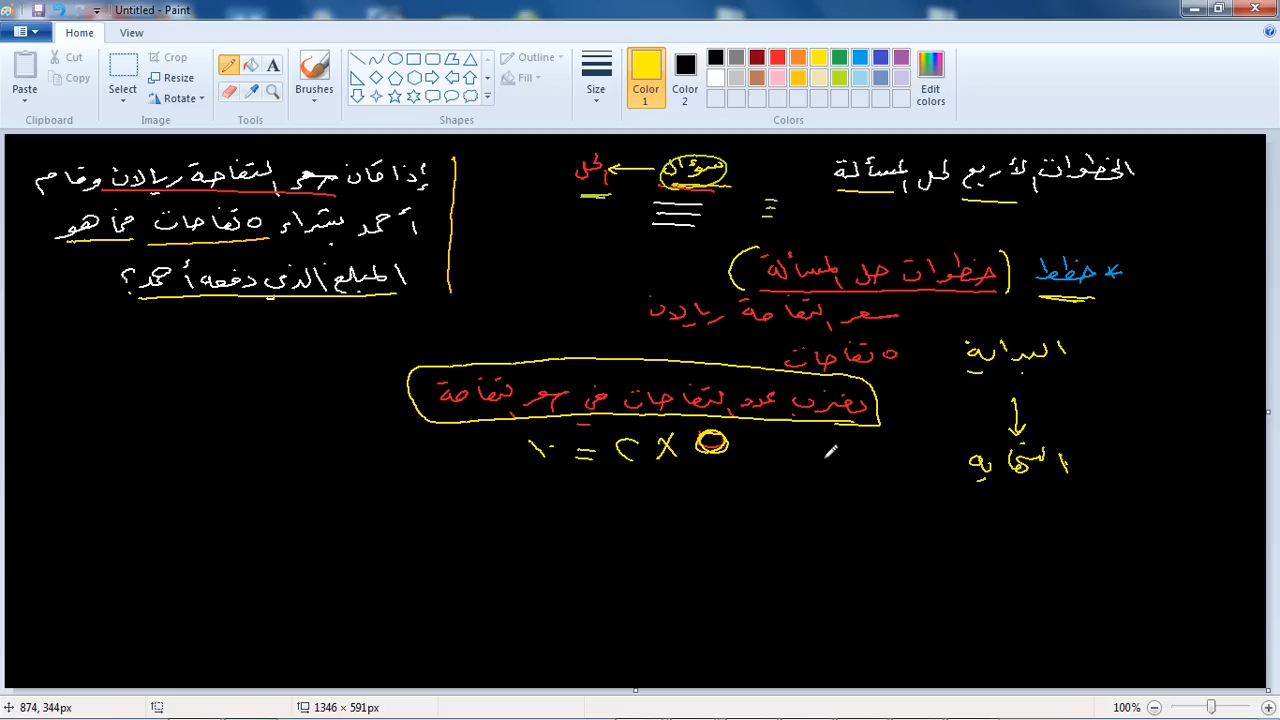 Untitled - Paint
Home
View
Paste
Cut
Copy
Clipboard
Select
Crop
Resize
Rotate
Image
Tools
Brushes
Shapes
Outline
Fill
Size
Color 1
Color 2
Edit colors
Colors
الخطوات الأربع لحل المسألة
سؤال
الحل
* خطط (خطوات حل المسألة)
سعر التفاحة ريالان
٥ تفاحات
نضرب عدد التفاحات في سعر التفاحة
٥ × ٢ = ١٠
البداية
النهاية
إذا كان سعر التفاحة ريالان وقام
أحمد بشراء ٥ تفاحات فما هو
المبلغ الذي دفعه أحمد؟
874, 344px
1346 × 591px
100%